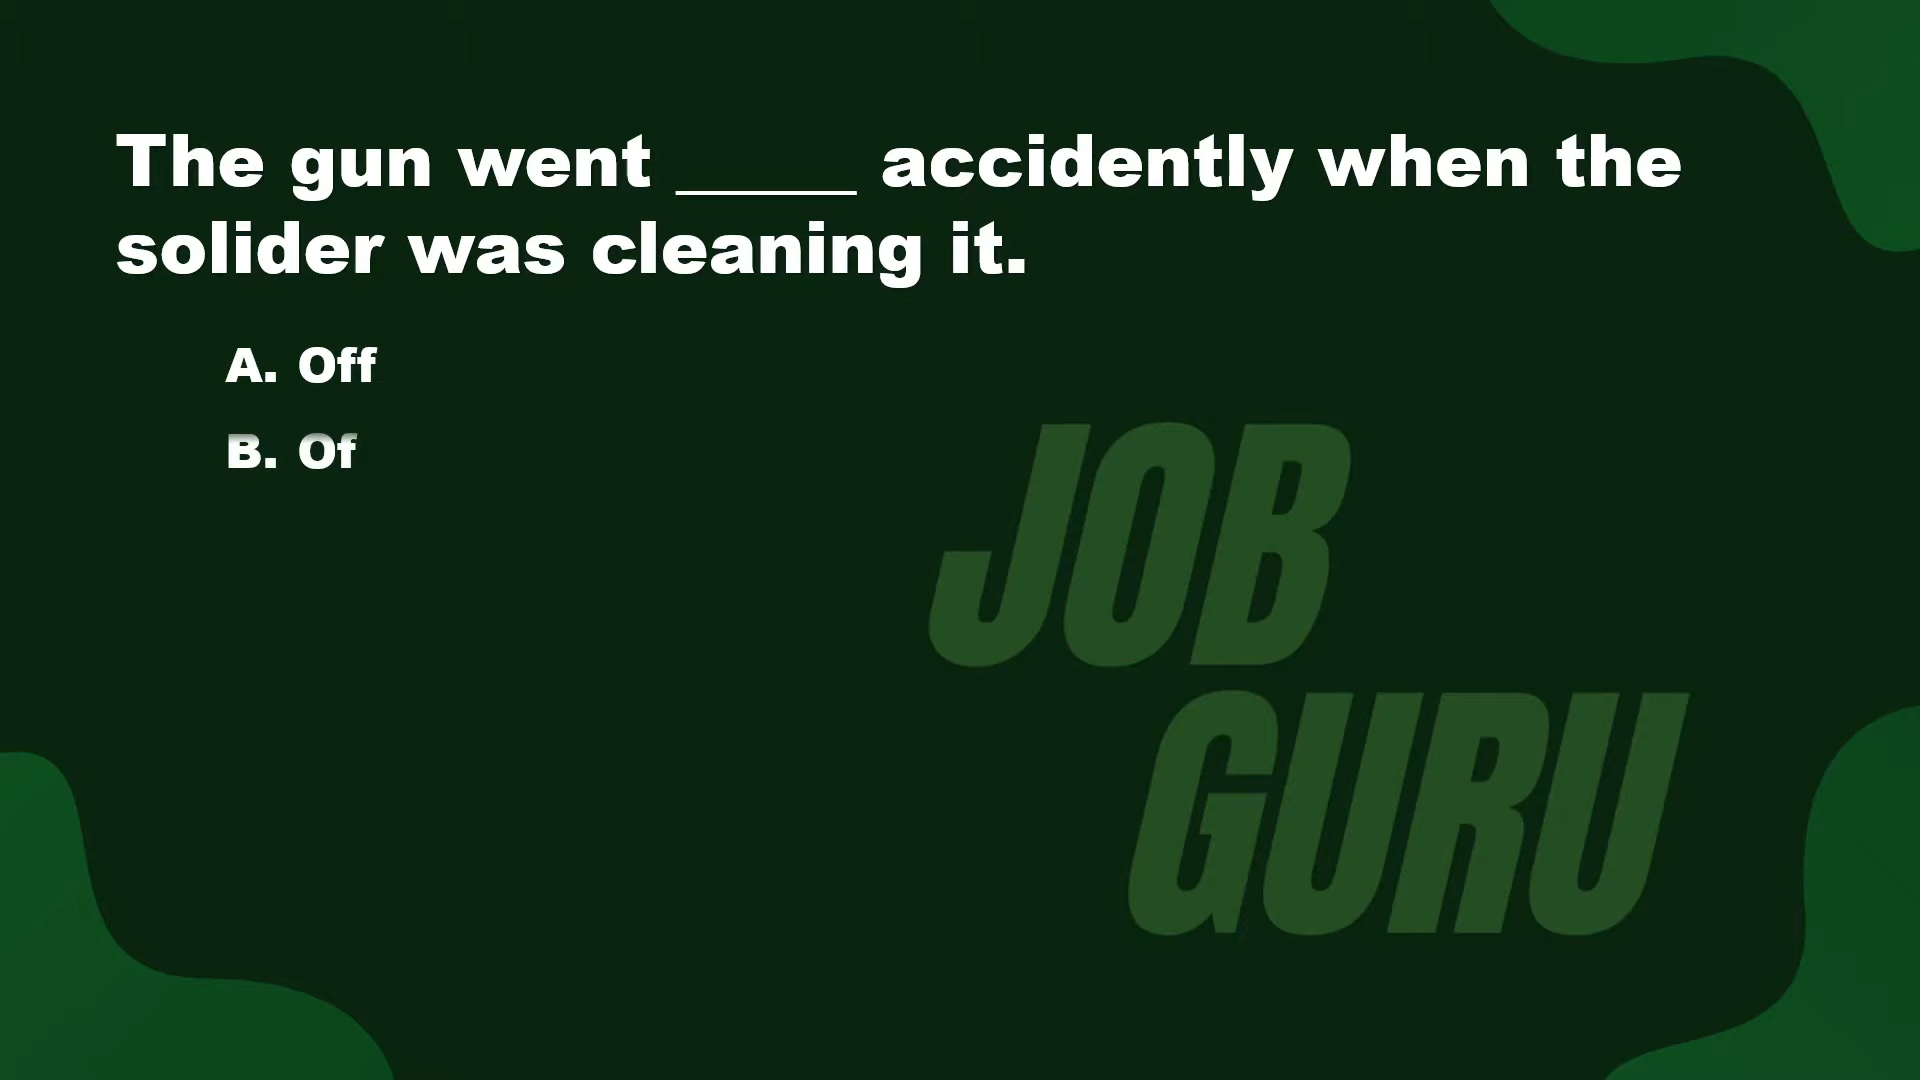 The gun went _____ accidently when the
solider was cleaning it.
A. Off
B. Of
JOB
GURU